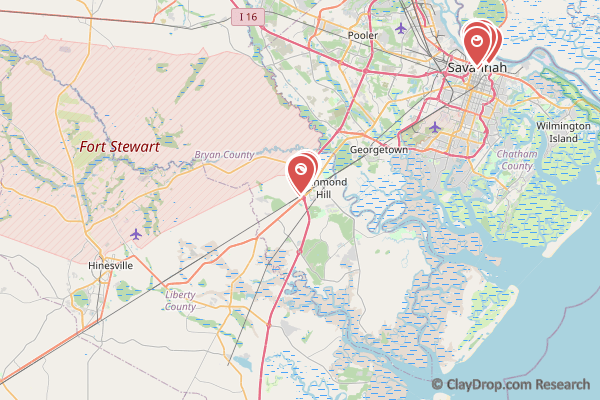 I 16
Pooler
Savannah
Wilmington
Island
Fort Stewart
Bryan County
Georgetown
Chatham
County
Hill
Hinesville
Liberty
County
© ClayDrop.com Research